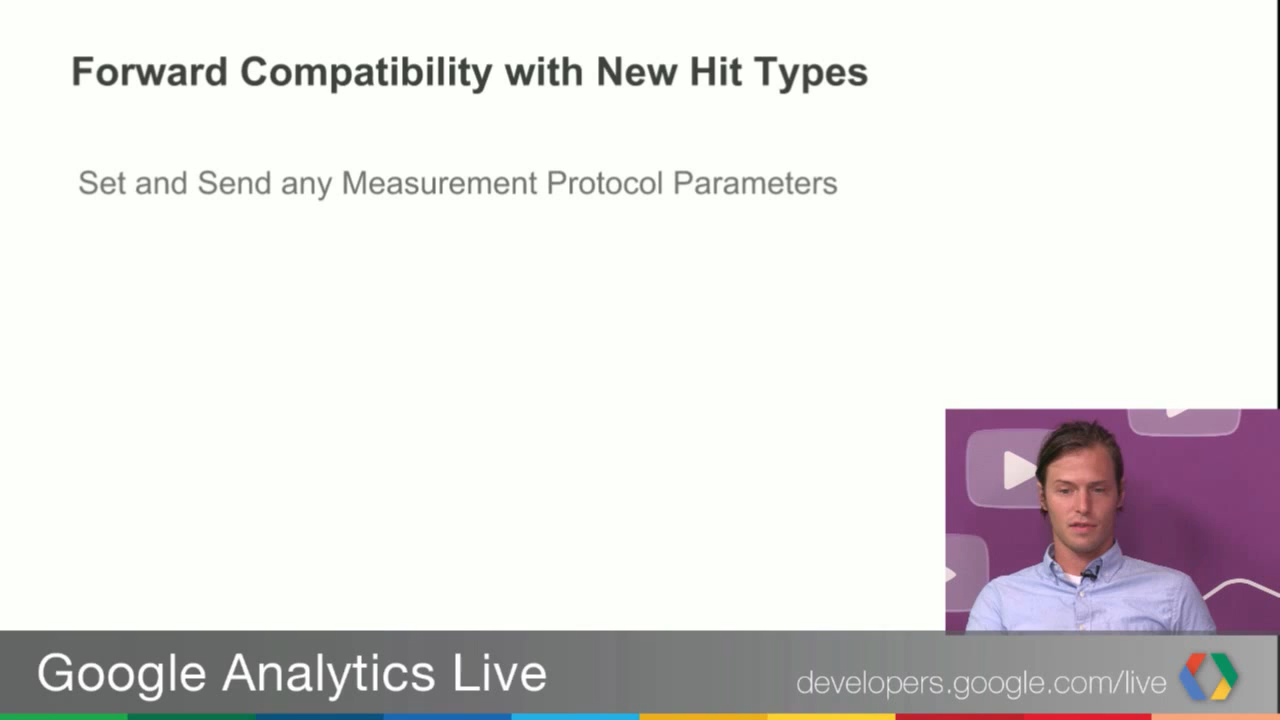 Forward Compatibility with New Hit Types
Set and Send any Measurement Protocol Parameters
Google Analytics Live
developers.google.com/live